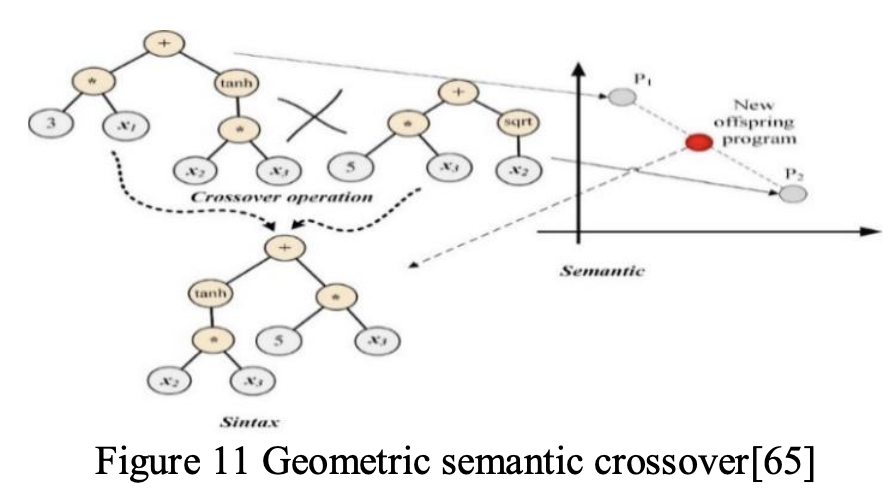 +
* tanh
3 x1 *
x2 x3
+
* sqrt
5 x3 x2
Crossover operation
P1
New
offspring
program
P2
Semantic
+
tanh *
* 5 x3
x2 x3
Sintax
Figure 11 Geometric semantic crossover[65]